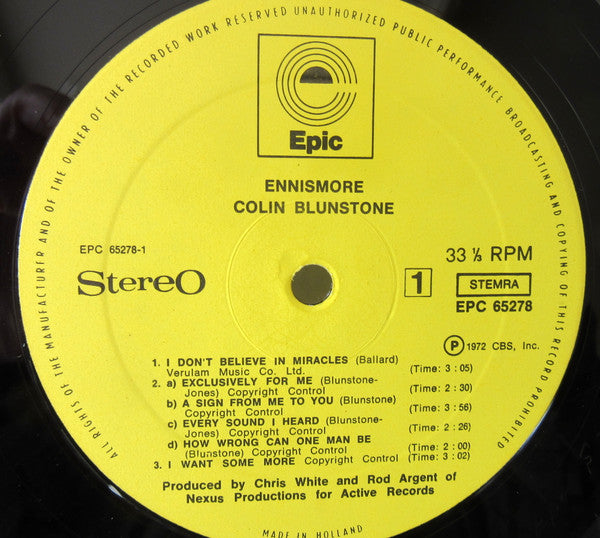 ALL RIGHTS OF THE MANUFACTURER AND OF THE OWNER OF THE RECORDED WORK RESERVED UNAUTHORIZED PUBLIC PERFORMANCE BROADCASTING AND COPYING OF THIS RECORD PROHIBITED
Epic
ENNISMORE
COLIN BLUNSTONE
EPC 65278-1
Stereo
33 ⅓ RPM
1
STEMRA
EPC 65278
Ⓟ 1972 CBS, Inc.
1. I DON'T BELIEVE IN MIRACLES (Ballard)
Verulam Music Co. Ltd. (Time: 3 : 05)
2. a) EXCLUSIVELY FOR ME (Blunstone-
Jones) Copyright Control (Time: 2 : 30)
b) A SIGN FROM ME TO YOU (Blunstone)
Copyright Control (Time: 3 : 56)
c) EVERY SOUND I HEARD (Blunstone-
Jones) Copyright Control (Time: 2 : 26)
d) HOW WRONG CAN ONE MAN BE
(Blunstone) Copyright Control (Time: 2 : 00)
3. I WANT SOME MORE Copyright Control (Time: 3 : 02)
Produced by Chris White and Rod Argent of
Nexus Productions for Active Records
MADE IN HOLLAND